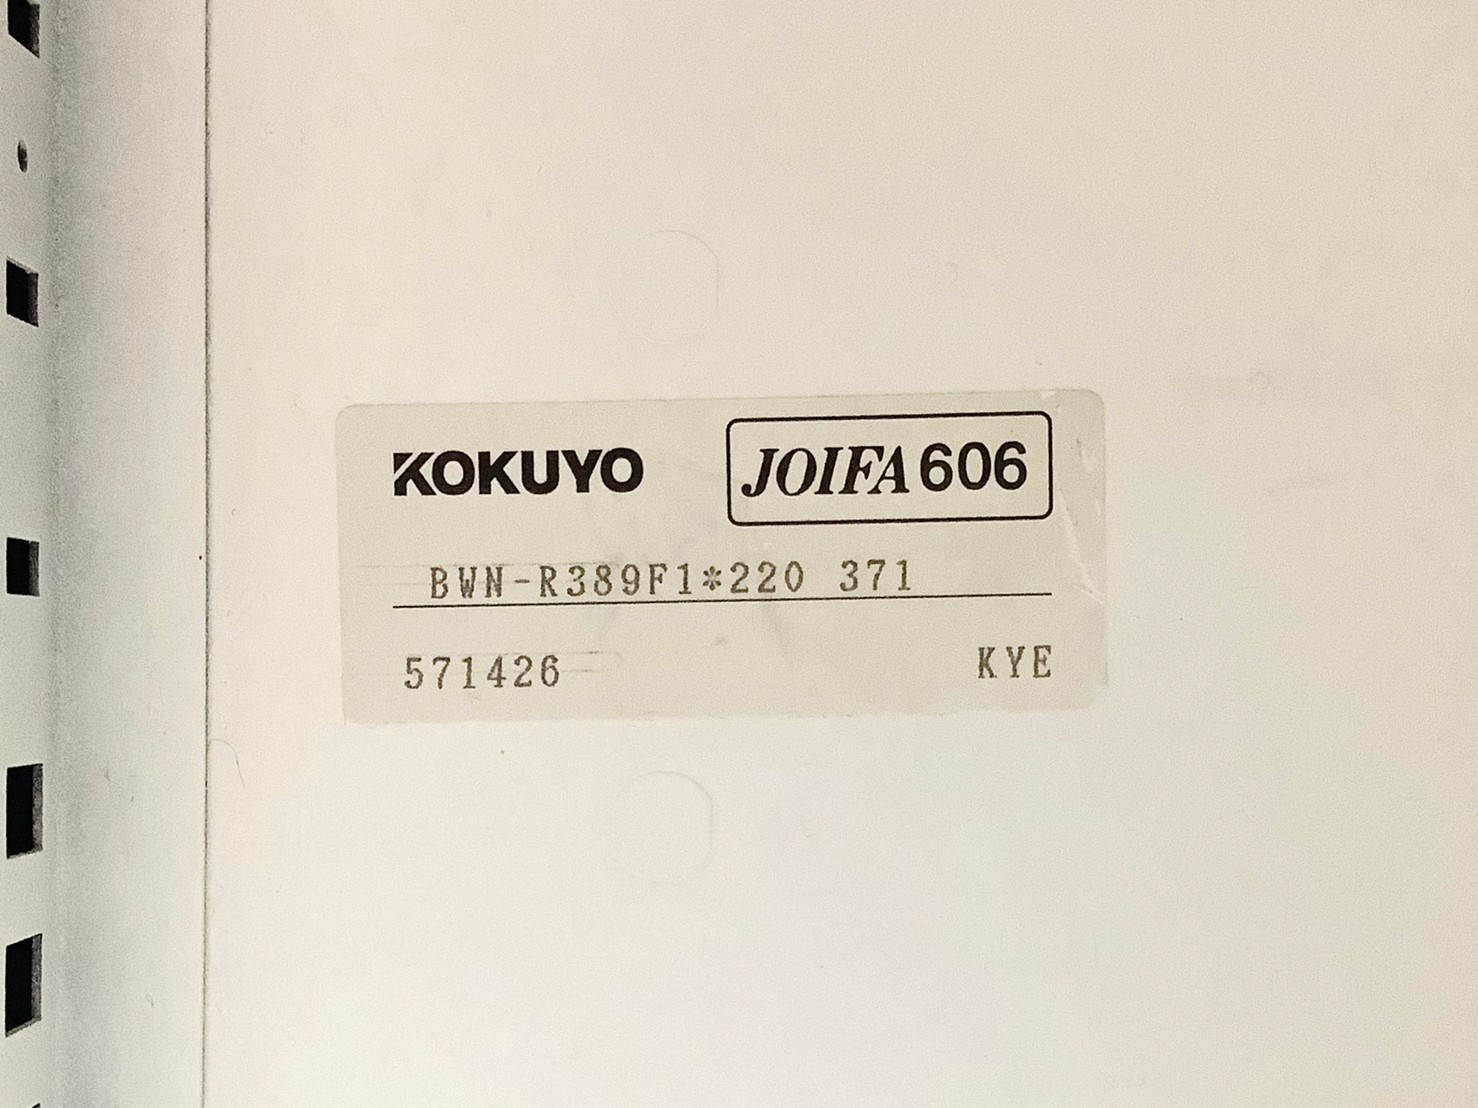 KOKUYO JOIFA606
BWN-R389F1*220 371
571426 KYE